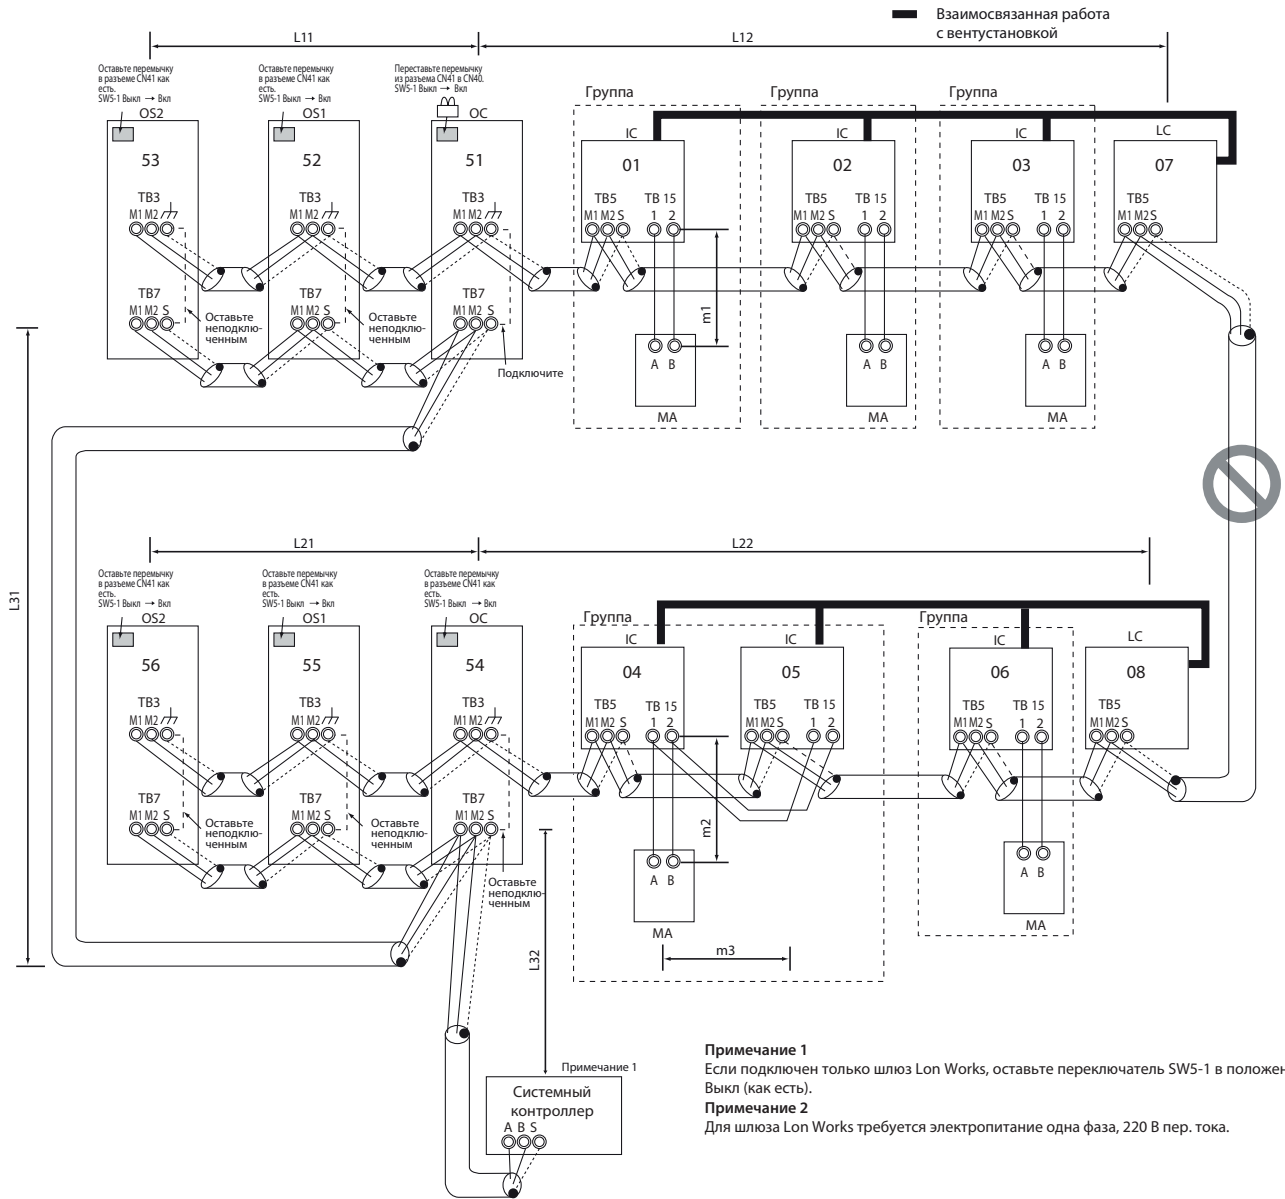 Взаимосвязанная работа
с вентустановкой
L11
L12
Оставьте перемычку
в разъеме CN41 как
есть.
SW5-1 Выкл → Вкл
Оставьте перемычку
в разъеме CN41 как
есть.
SW5-1 Выкл → Вкл
Переставьте перемычку
из разъема CN41 в CN40.
SW5-1 Выкл → Вкл
Группа
Группа
Группа
OS2
OS1
OC
IC
IC
IC
LC
53
52
51
01
02
03
07
TB3
TB3
TB3
TB5
TB 15
TB5
TB 15
TB5
TB 15
TB5
M1 M2
M1 M2
M1 M2
M1 M2 S
1 2
M1 M2 S
1 2
M1 M2 S
1 2
M1 M2 S
TB7
TB7
TB7
M1 M2 S
M1 M2 S
M1 M2 S
Оставьте
неподклю-
ченным
Оставьте
неподклю-
ченным
Подключите
m1
A B
A B
A B
MA
MA
MA
L31
L21
L22
Оставьте перемычку
в разъеме CN41 как
есть.
SW5-1 Выкл → Вкл
Оставьте перемычку
в разъеме CN41 как
есть.
SW5-1 Выкл → Вкл
Оставьте перемычку
в разъеме CN41 как
есть.
SW5-1 Выкл → Вкл
Группа
Группа
OS2
OS1
OC
IC
IC
IC
LC
56
55
54
04
05
06
08
TB3
TB3
TB3
TB5
TB 15
TB5
TB 15
TB5
TB 15
TB5
M1 M2
M1 M2
M1 M2
M1 M2 S
1 2
M1 M2 S
1 2
M1 M2 S
1 2
M1 M2 S
TB7
TB7
TB7
M1 M2 S
M1 M2 S
M1 M2 S
Оставьте
неподклю-
ченным
Оставьте
неподклю-
ченным
Оставьте
неподклю-
ченным
m2
A B
A B
MA
MA
m3
L32
Примечание 1
Системный
контроллер
A B S
Примечание 1
Если подключен только шлюз Lon Works, оставьте переключатель SW5-1 в положен
Выкл (как есть).
Примечание 2
Для шлюза Lon Works требуется электропитание одна фаза, 220 В пер. тока.